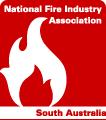 National Fire Industry
Association
South Australia